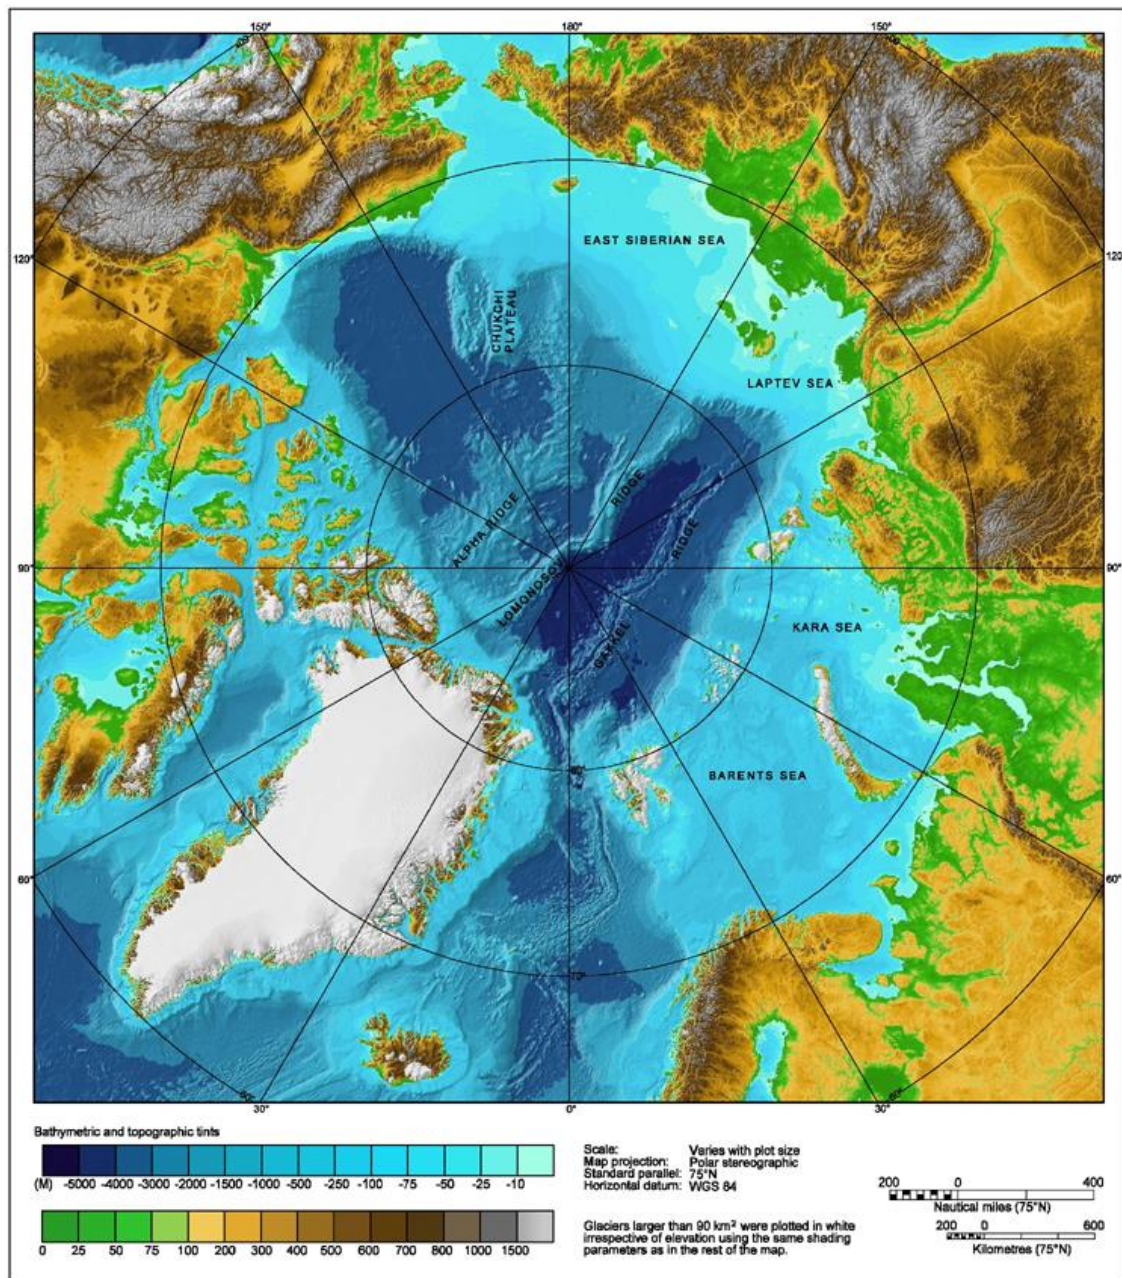 150° 180° 150°
120° 120°
EAST SIBERIAN SEA
CHUKCHI
PLATEAU
LAPTEV SEA
RIDGE
ALPHA RIDGE
RIDGE
90° 90°
LOMONOSOV
KARA SEA
GAKKEL
80°
BARENTS SEA
60° 60°
70°
60° 60°
30° 0° 30°
Bathymetric and topographic tints
(M) -5000 -4000 -3000 -2000 -1500 -1000 -500 -200 -100 -75 -50 -25 -10
0 25 50 75 100 200 300 400 500 600 700 800 1000 1500
Scale: Varies with plot size
Map projection: Polar stereographic
Standard parallel: 75°N
Horizontal datum: WGS 84
Glaciers larger than 90 km² were plotted in white
irrespective of elevation using the same shading
parameters as in the rest of the map.
200 0 400
Nautical miles (75°N)
200 0 600
Kilometres (75°N)